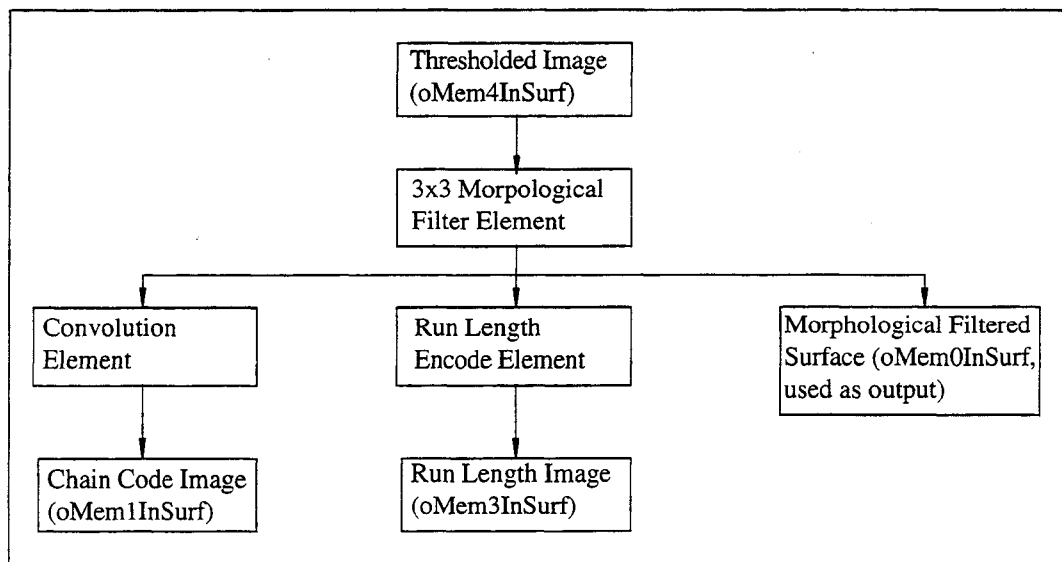 Thresholded Image
(oMem4InSurf)
3x3 Morpological
Filter Element
Convolution
Element
Run Length
Encode Element
Morphological Filtered
Surface (oMem0InSurf,
used as output)
Chain Code Image
(oMem1InSurf)
Run Length Image
(oMem3InSurf)